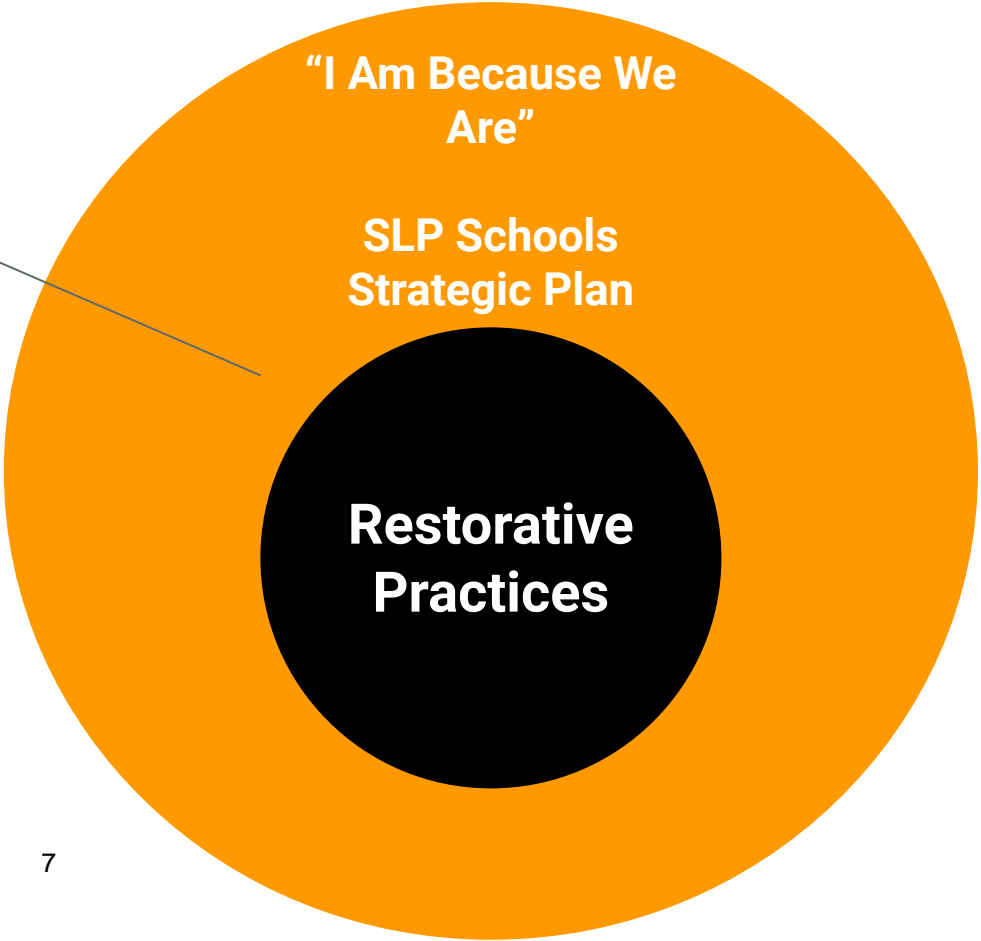 “I Am Because We
Are”
SLP Schools
Strategic Plan
Restorative
Practices
7